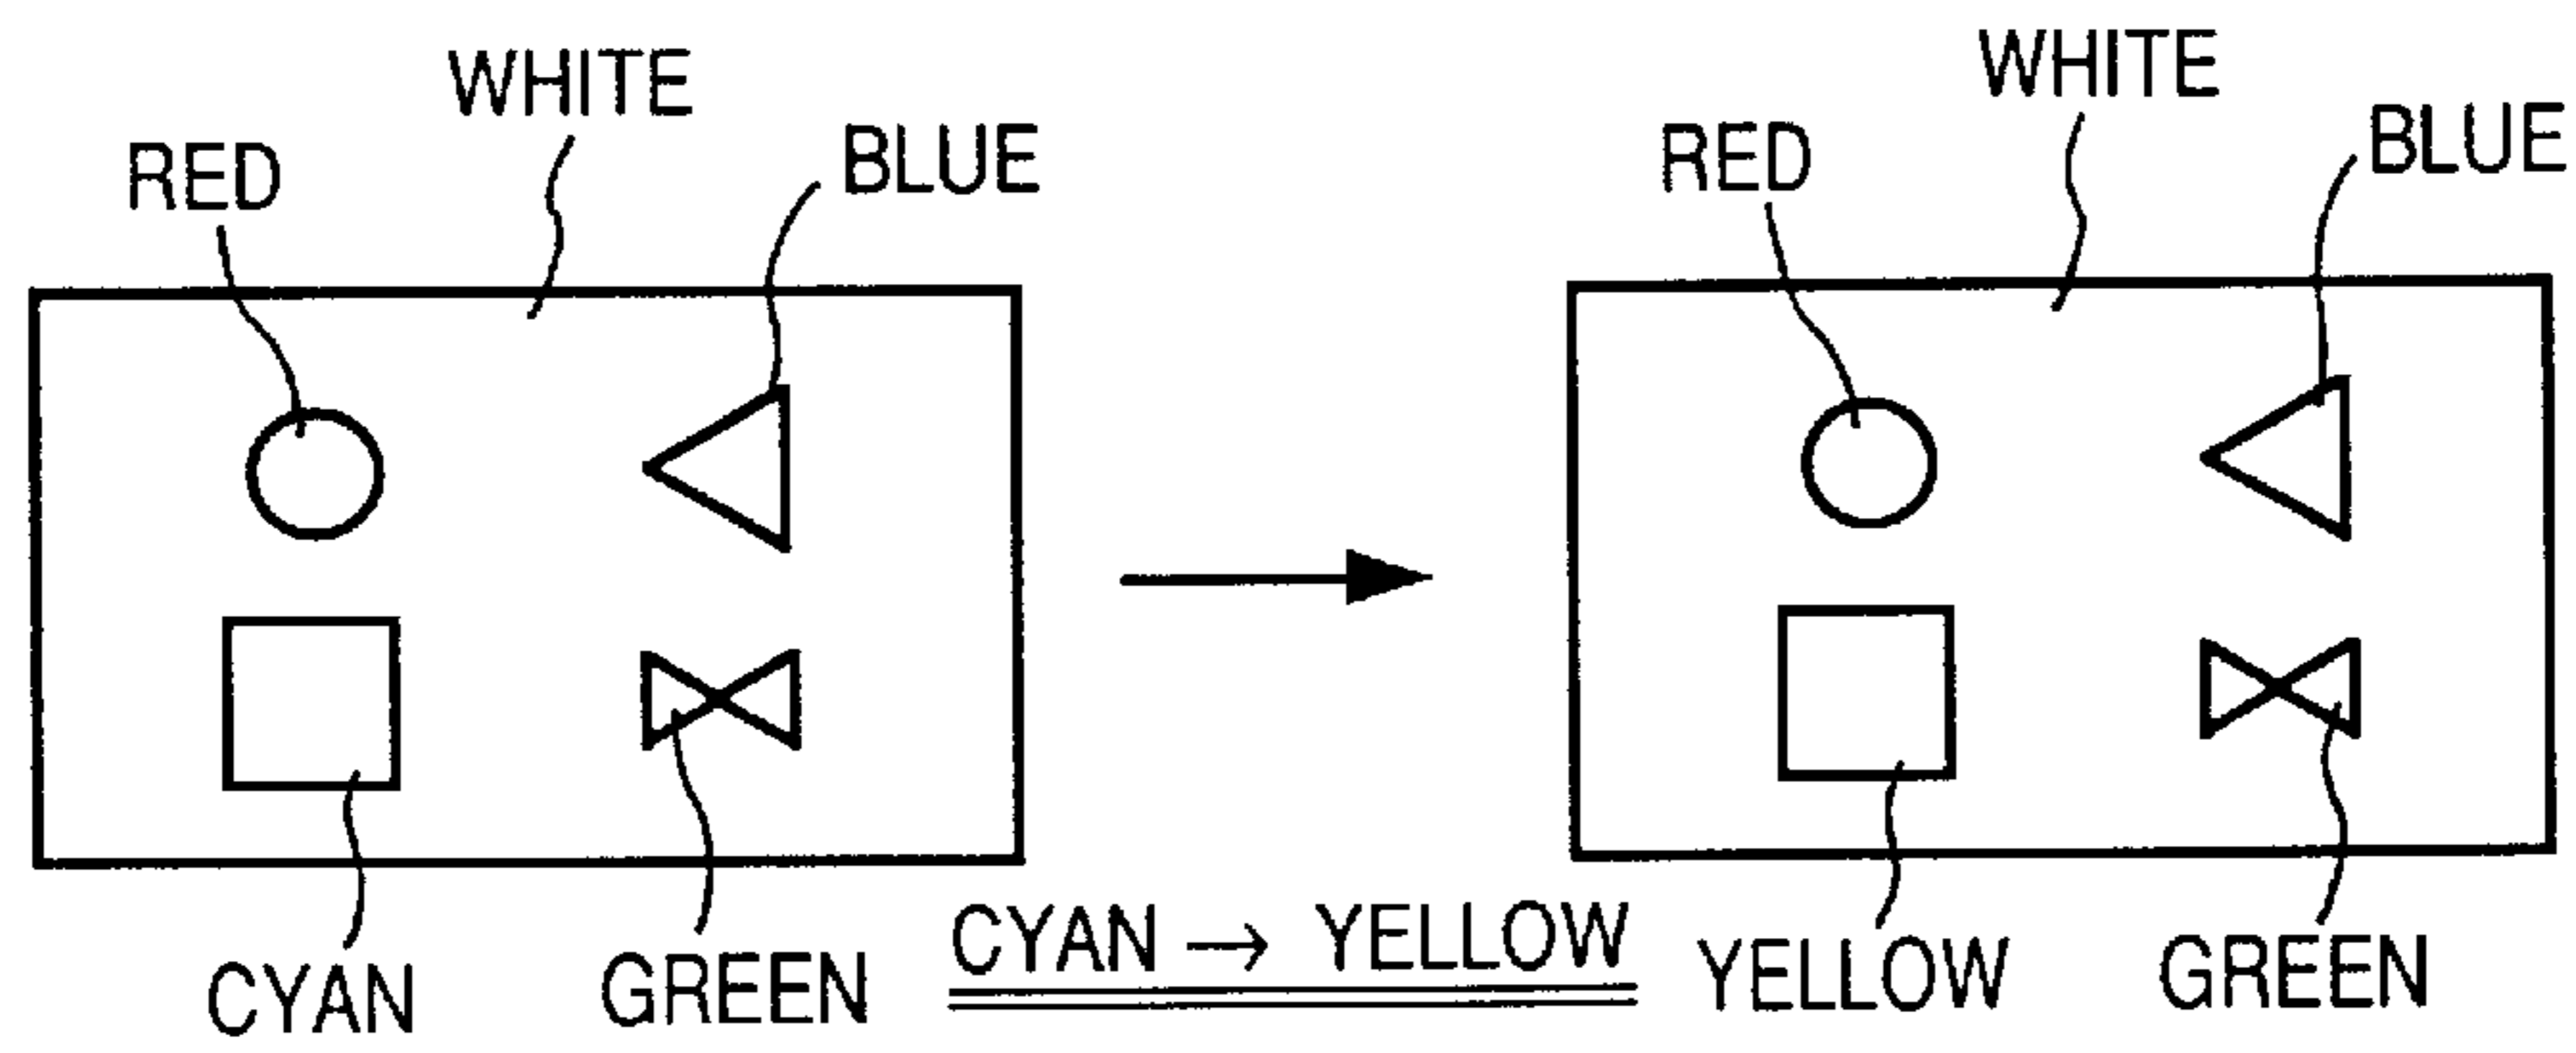 WHITE
RED
BLUE
CYAN
GREEN
CYAN → YELLOW
WHITE
RED
BLUE
YELLOW
GREEN